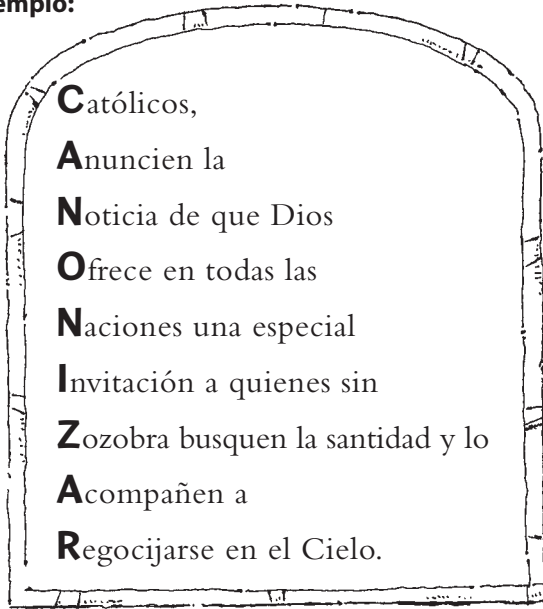 emplo:
Católicos,
Anuncien la
Noticia de que Dios
Ofrece en todas las
Naciones una especial
Invitación a quienes sin
Zozobra busquen la santidad y lo
Acompañen a
Regocijarse en el Cielo.